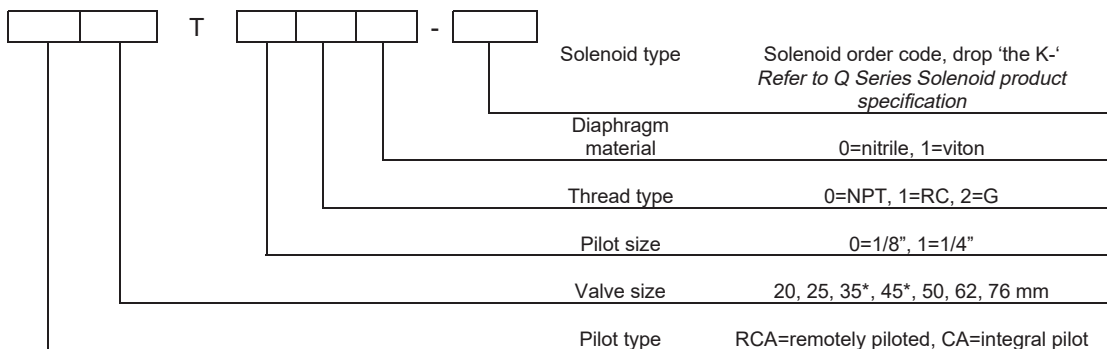 T -
Solenoid type Solenoid order code, drop ‘the K-‘
Refer to Q Series Solenoid product
specification
Diaphragm
material 0=nitrile, 1=viton
Thread type 0=NPT, 1=RC, 2=G
Pilot size 0=1/8”, 1=1/4”
Valve size 20, 25, 35*, 45*, 50, 62, 76 mm
Pilot type RCA=remotely piloted, CA=integral pilot